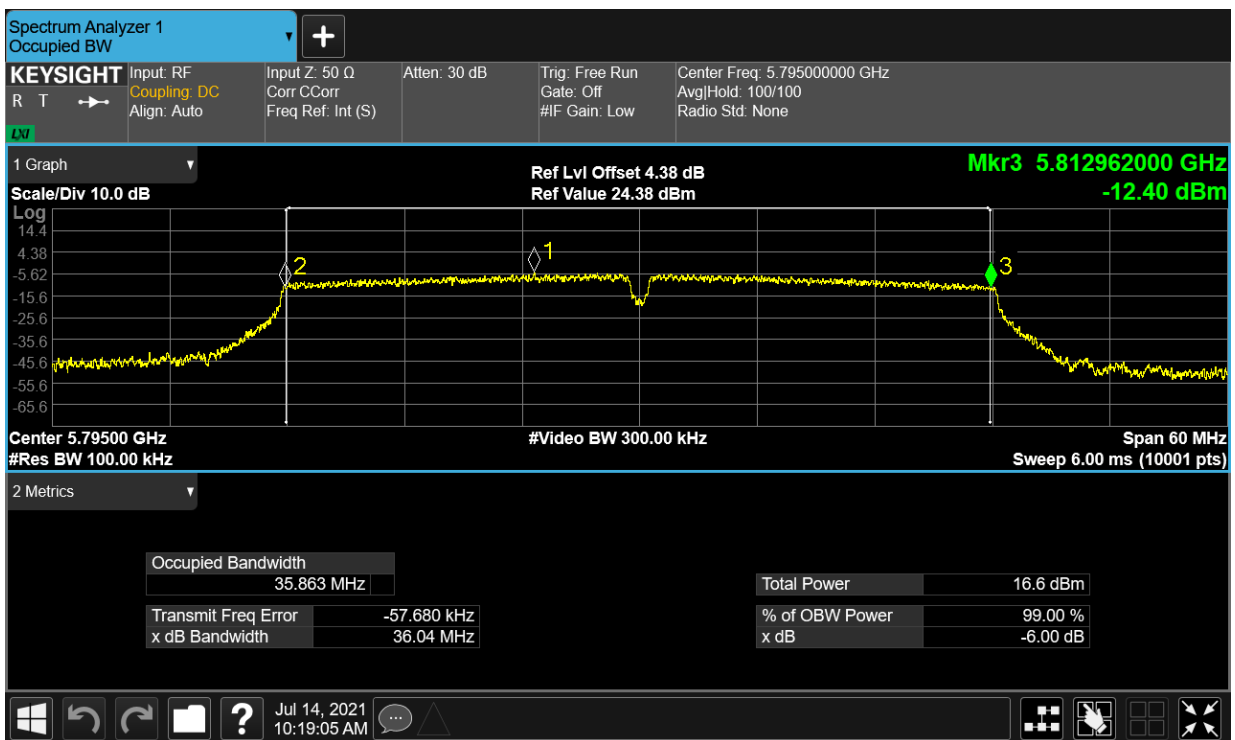 Spectrum Analyzer 1
Occupied BW
KEYSIGHT
R T
LXI
Input: RF
Coupling: DC
Align: Auto
Input Z: 50 Ω
Corr CCorr
Freq Ref: Int (S)
Atten: 30 dB
Trig: Free Run
Gate: Off
#IF Gain: Low
Center Freq: 5.795000000 GHz
Avg|Hold: 100/100
Radio Std: None
1 Graph
Scale/Div 10.0 dB
Ref Lvl Offset 4.38 dB
Ref Value 24.38 dBm
Mkr3 5.812962000 GHz
-12.40 dBm
Log
14.4
4.38
-5.62
-15.6
-25.6
-35.6
-45.6
-55.6
-65.6
2
1
3
Center 5.79500 GHz
#Video BW 300.00 kHz
Span 60 MHz
#Res BW 100.00 kHz
Sweep 6.00 ms (10001 pts)
2 Metrics
Occupied Bandwidth
35.863 MHz
Total Power 16.6 dBm
Transmit Freq Error -57.680 kHz
% of OBW Power 99.00 %
x dB Bandwidth 36.04 MHz
x dB -6.00 dB
?
Jul 14, 2021
10:19:05 AM